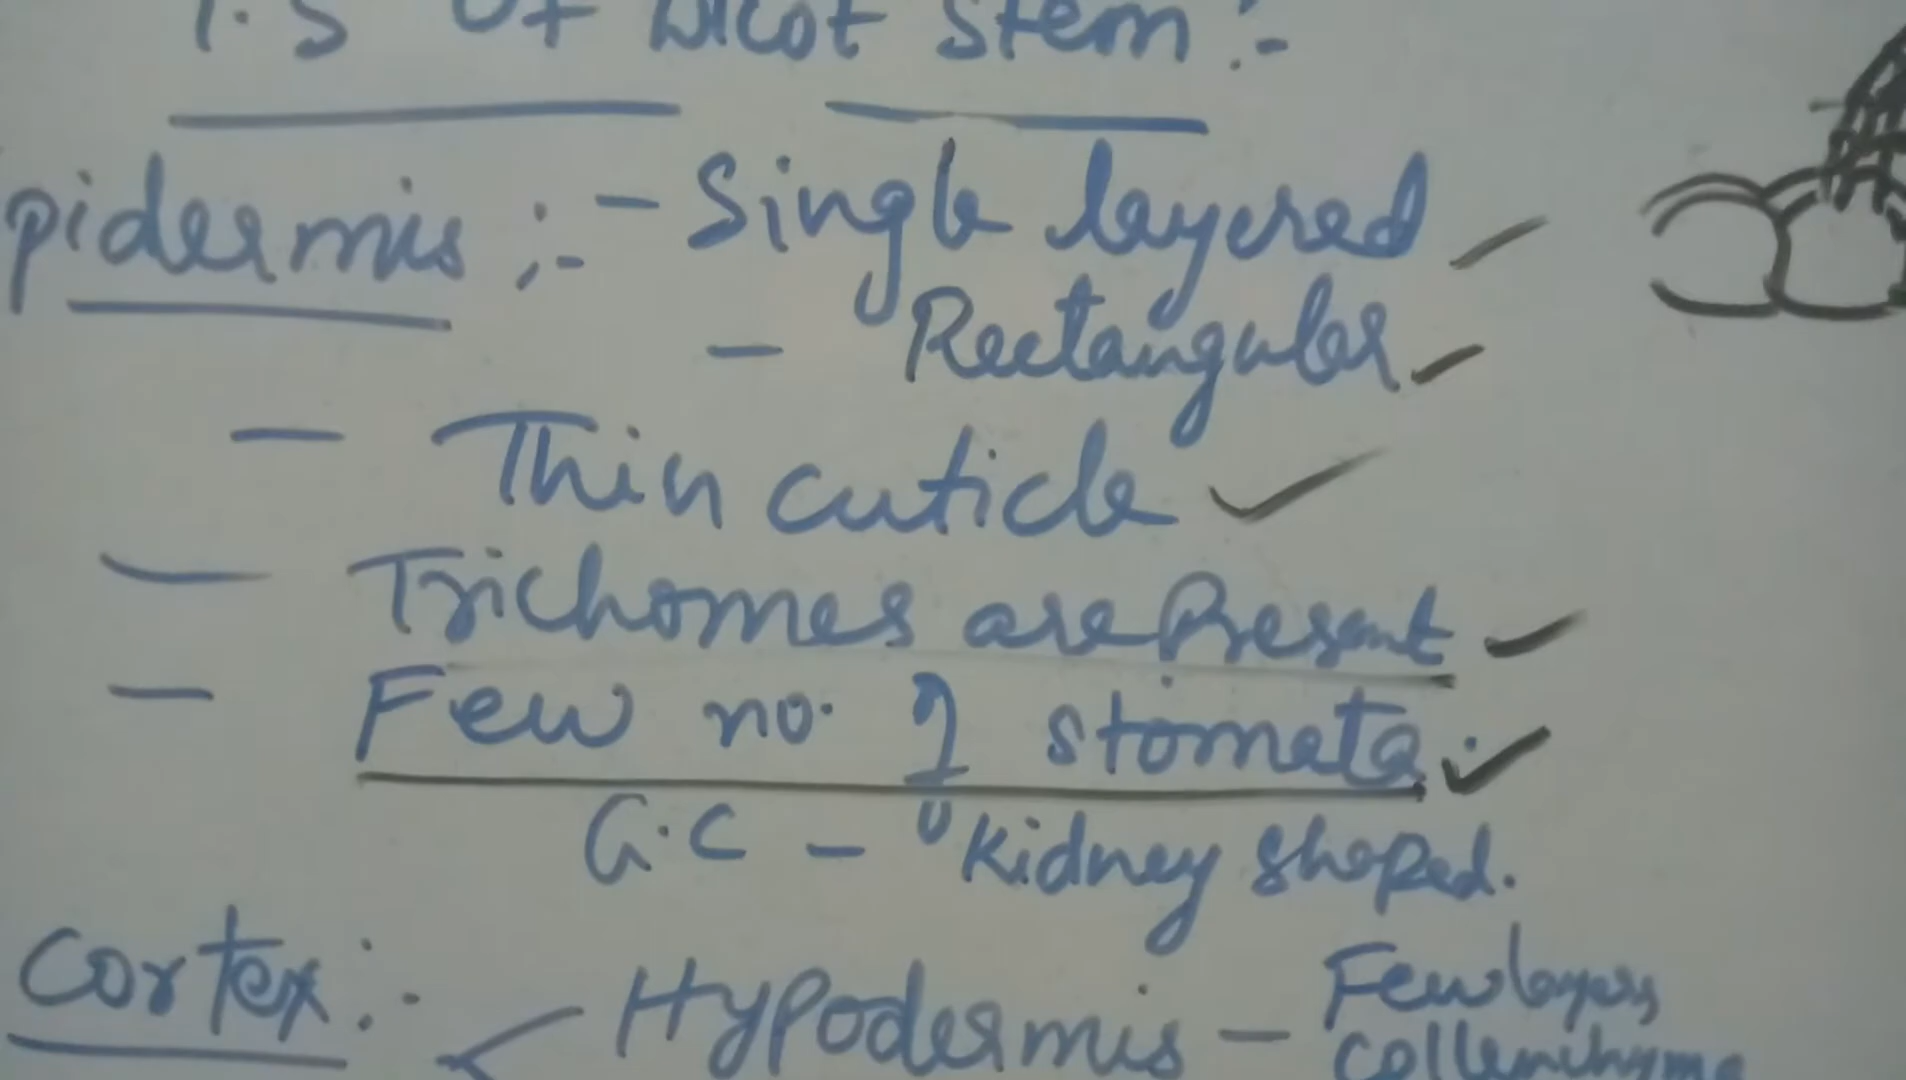 T.S Of Dicot Stem :-
pidermis :- - Single layered
- Rectangular
- Thin cuticle
- Trichomes are Present
- Few no. of stomata.
G.C - Kidney shaped.
Cortex :- Hypodermis - Few layers
collenchyma